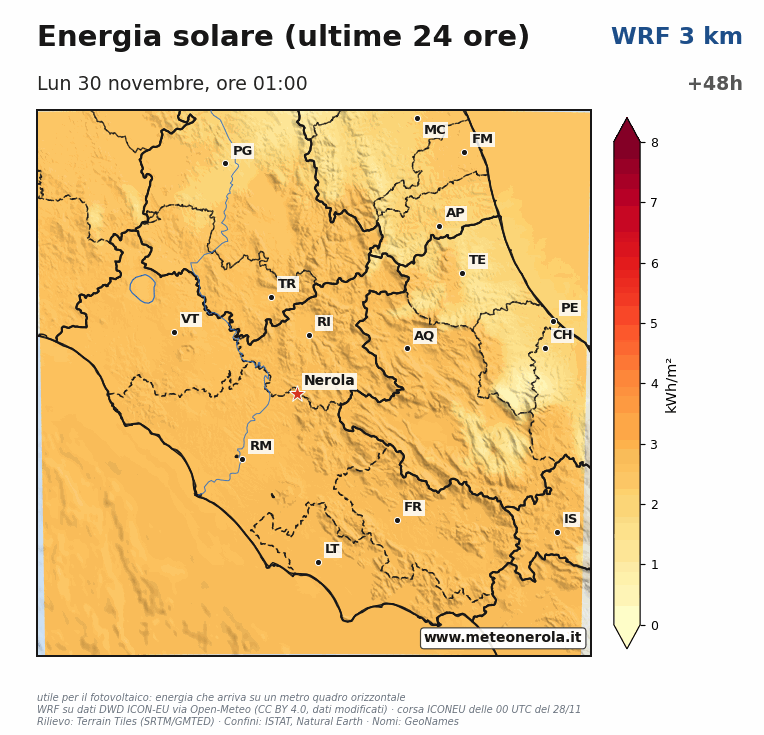 Energia solare (ultime 24 ore)
WRF 3 km
Lun 30 novembre, ore 01:00
+48h
MC
FM
PG
AP
TE
TR
PE
VT
RI
AQ
CH
Nerola
RM
FR
IS
LT
www.meteonerola.it
8
7
6
5
4
3
2
1
0
kWh/m²
utile per il fotovoltaico: energia che arriva su un metro quadro orizzontale
WRF su dati DWD ICON-EU via Open-Meteo (CC BY 4.0, dati modificati) · corsa ICONEU delle 00 UTC del 28/11
Rilievo: Terrain Tiles (SRTM/GMTED) · Confini: ISTAT, Natural Earth · Nomi: GeoNames